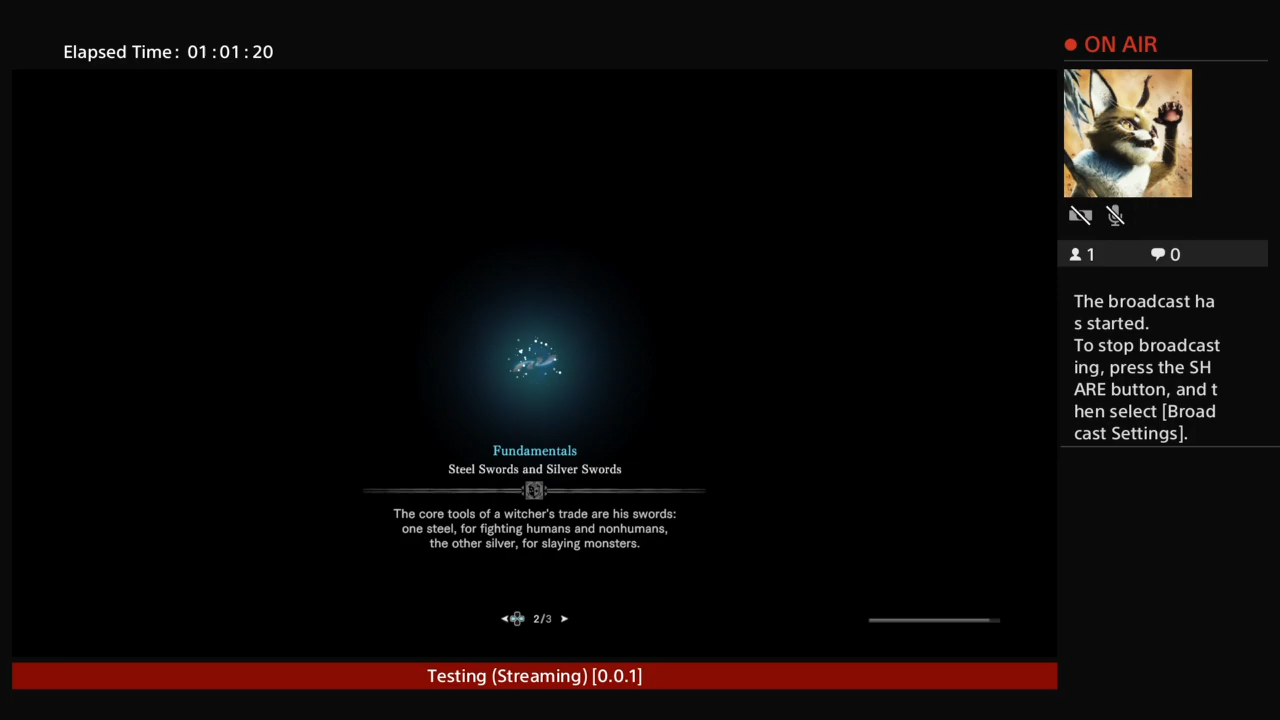 Elapsed Time: 01:01:20
ON AIR
1 0
The broadcast ha
s started.
To stop broadcast
ing, press the SH
ARE button, and t
hen select [Broad
cast Settings].
Fundamentals
Steel Swords and Silver Swords
The core tools of a witcher's trade are his swords:
one steel, for fighting humans and nonhumans,
the other silver, for slaying monsters.
2/3
Testing (Streaming) [0.0.1]